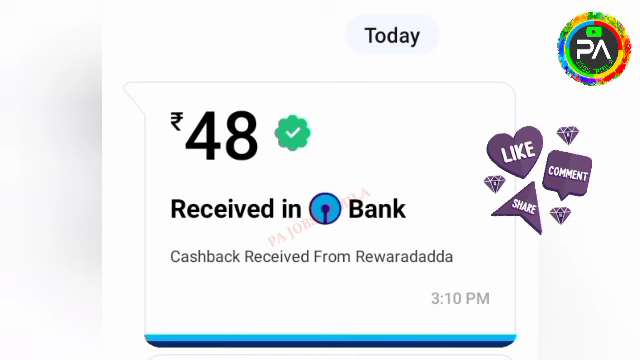 Today
PA
₹48
LIKE
COMMENT
SHARE
Received in Bank
Cashback Received From Rewaradadda
3:10 PM